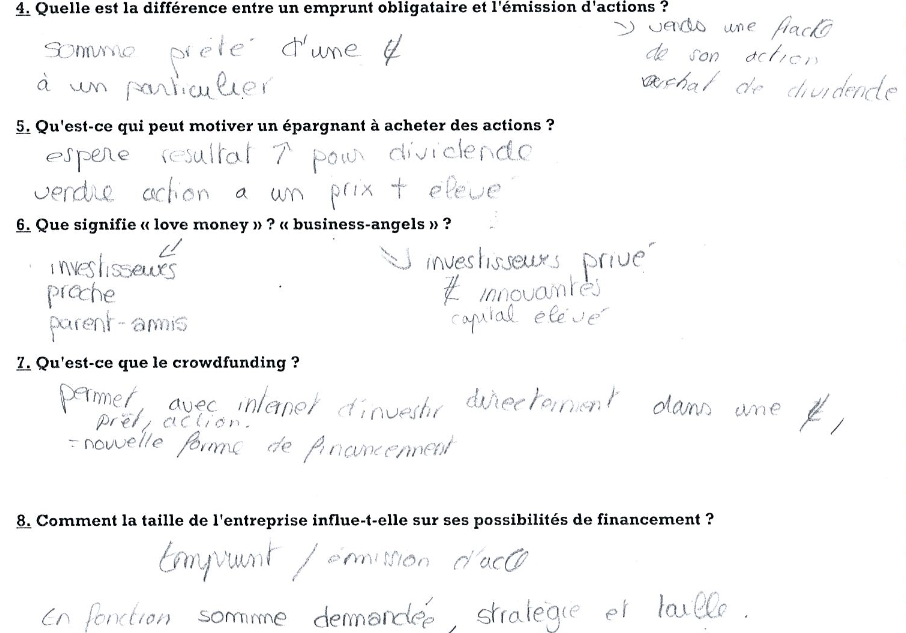 4. Quelle est la différence entre un emprunt obligataire et l'émission d'actions ?
somme prêté d'une ₵
à un particulier
↘ vends une fract°
de son action
achat de dividende
5. Qu'est-ce qui peut motiver un épargnant à acheter des actions ?
espere resultat ↑ pour dividende
vendre action a un prix + elevé
6. Que signifie « love money » ? « business-angels » ?
investisseurs
proche
parent-amis
↘ investisseurs privé
₵ innovantes
capital élévé
7. Qu'est-ce que le crowdfunding ?
permet avec internet d'investir directement dans une ₵,
prêt, action.
= nouvelle forme de financement
8. Comment la taille de l'entreprise influe-t-elle sur ses possibilités de financement ?
Emprunt / émission d'act°
En fonction somme demandée, stratégie et taille.